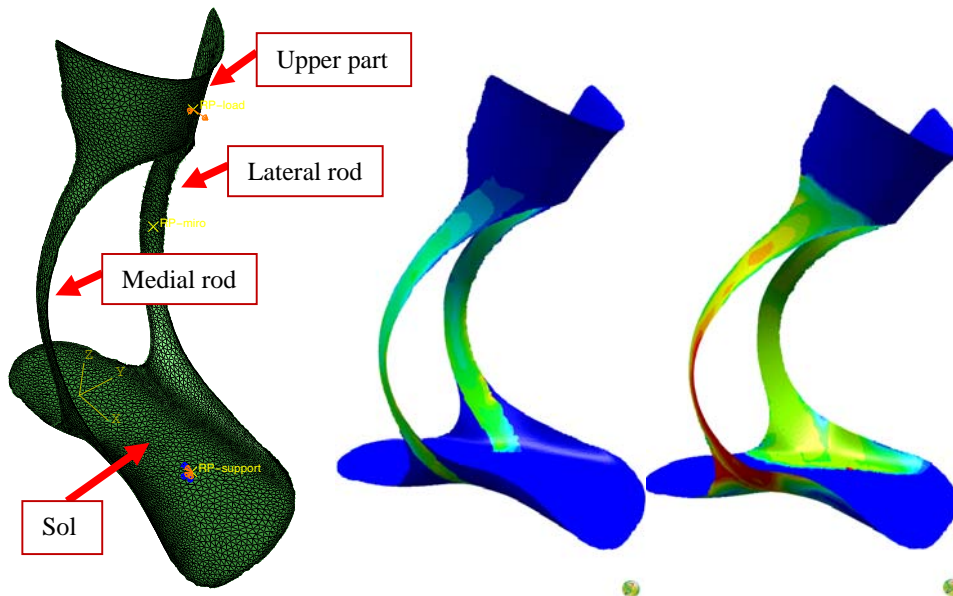 Upper part
RP-load
Lateral rod
RP-miro
Medial rod
Z
Y
X
RP-support
Sol